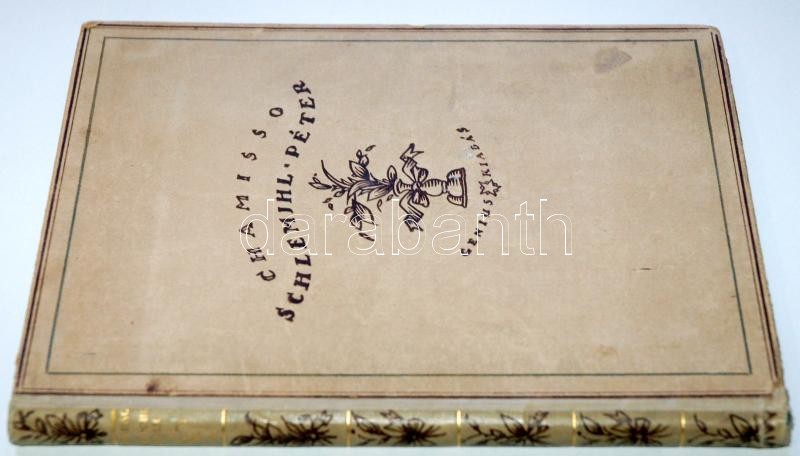 CHAMISSO
SCHLEMIHL·PÉTER
GENIUS KIADÁS
darabanth